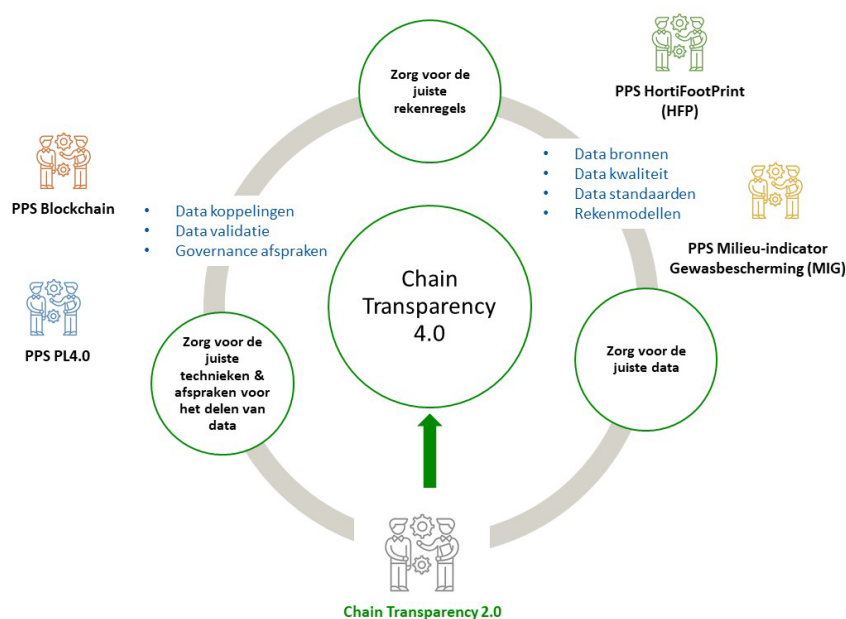 Zorg voor de
juiste
rekenregels
PPS HortiFootPrint
(HFP)
• Data bronnen
• Data kwaliteit
• Data standaarden
• Rekenmodellen
PPS Blockchain
• Data koppelingen
• Data validatie
• Governance afspraken
PPS Milieu-indicator
Gewasbescherming (MIG)
Chain
Transparency
4.0
PPS PL4.0
Zorg voor de
juiste
technieken &
afspraken voor
het delen van
data
Zorg voor de
juiste data
Chain Transparency 2.0